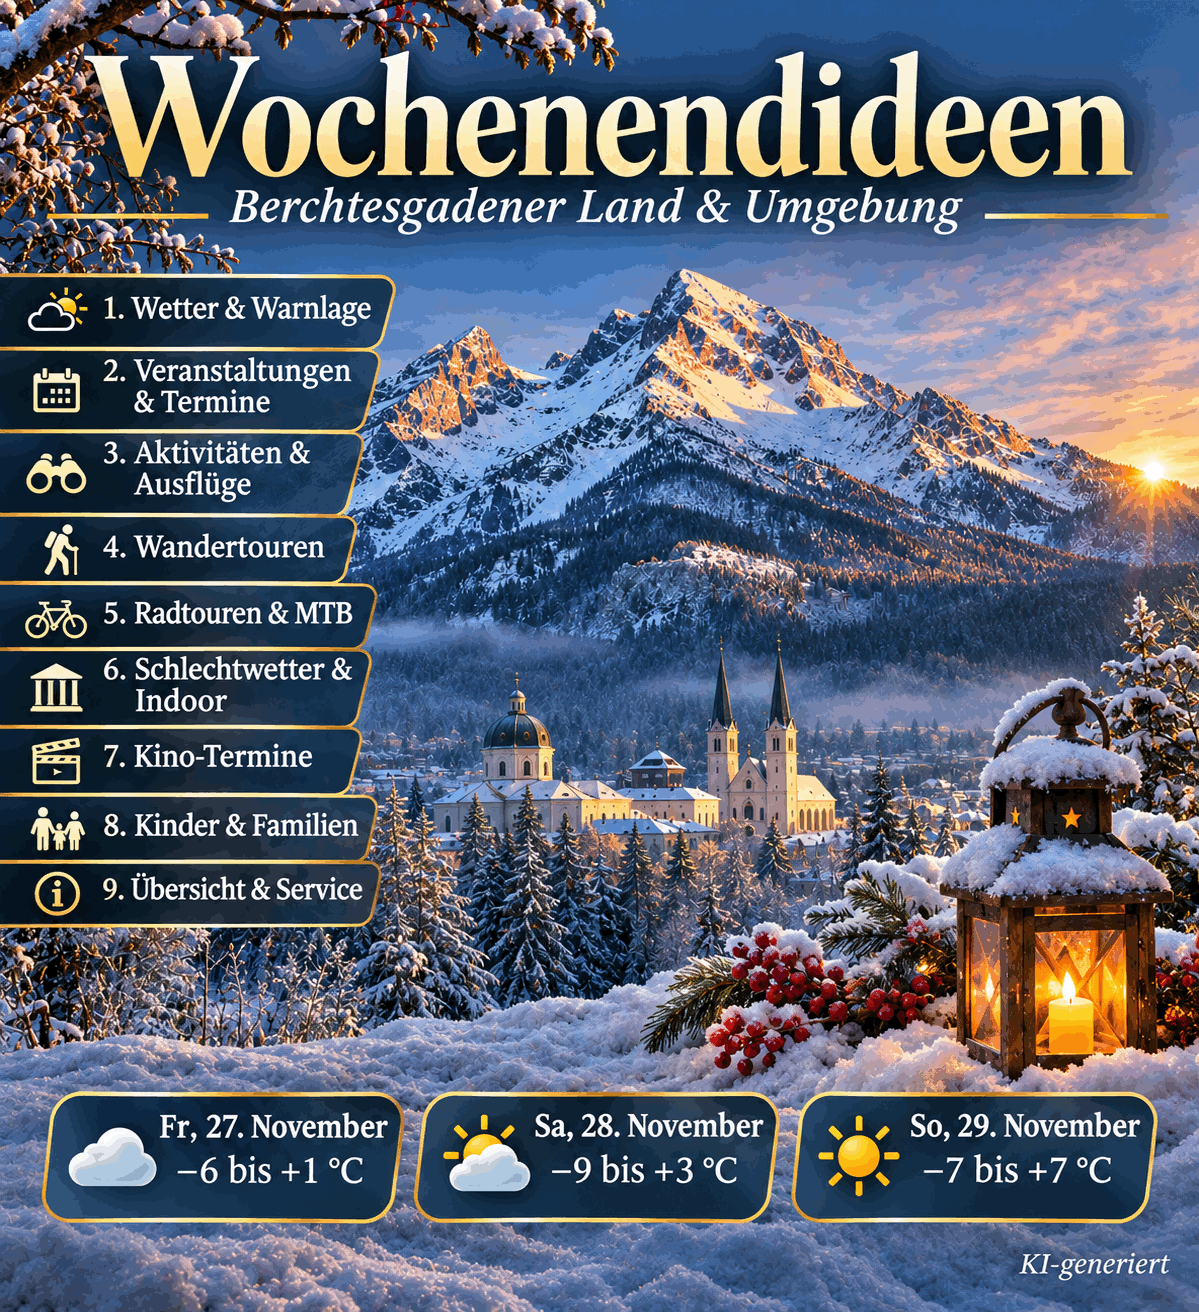 Wochenendideen
Berchtesgadener Land & Umgebung
1. Wetter & Warnlage
2. Veranstaltungen
& Termine
3. Aktivitäten &
Ausflüge
4. Wandertouren
5. Radtouren & MTB
6. Schlechtwetter &
Indoor
7. Kino-Termine
8. Kinder & Familien
9. Übersicht & Service
Fr, 27. November
−6 bis +1 °C
Sa, 28. November
−9 bis +3 °C
So, 29. November
−7 bis +7 °C
KI-generiert